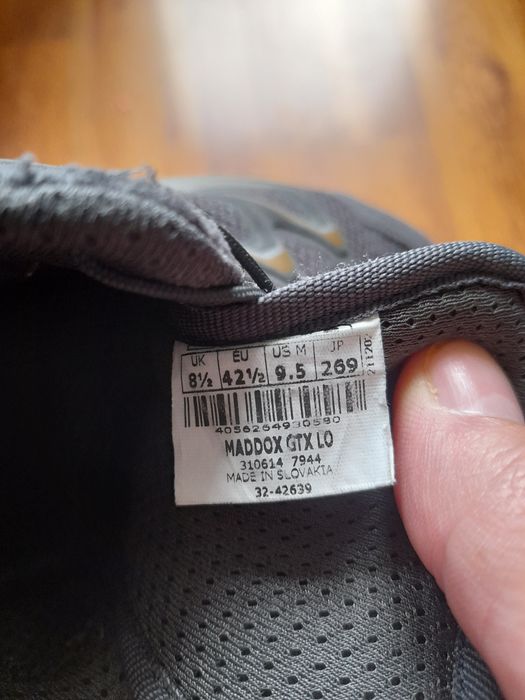 UK EU US M JP
8½ 42½ 9.5 269
4056264930580
MADDOX GTX LO
310614 7944
MADE IN SLOVAKIA
32-42639